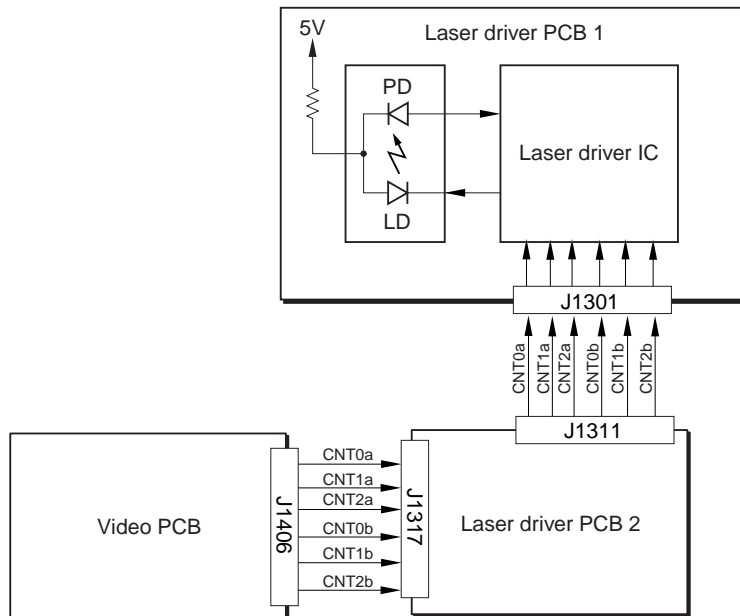 5V
Laser driver PCB 1
PD
Laser driver IC
LD
J1301
CNT0a
CNT1a
CNT2a
CNT0b
CNT1b
CNT2b
J1311
Video PCB
J1406
CNT0a
CNT1a
CNT2a
CNT0b
CNT1b
CNT2b
J1317
Laser driver PCB 2